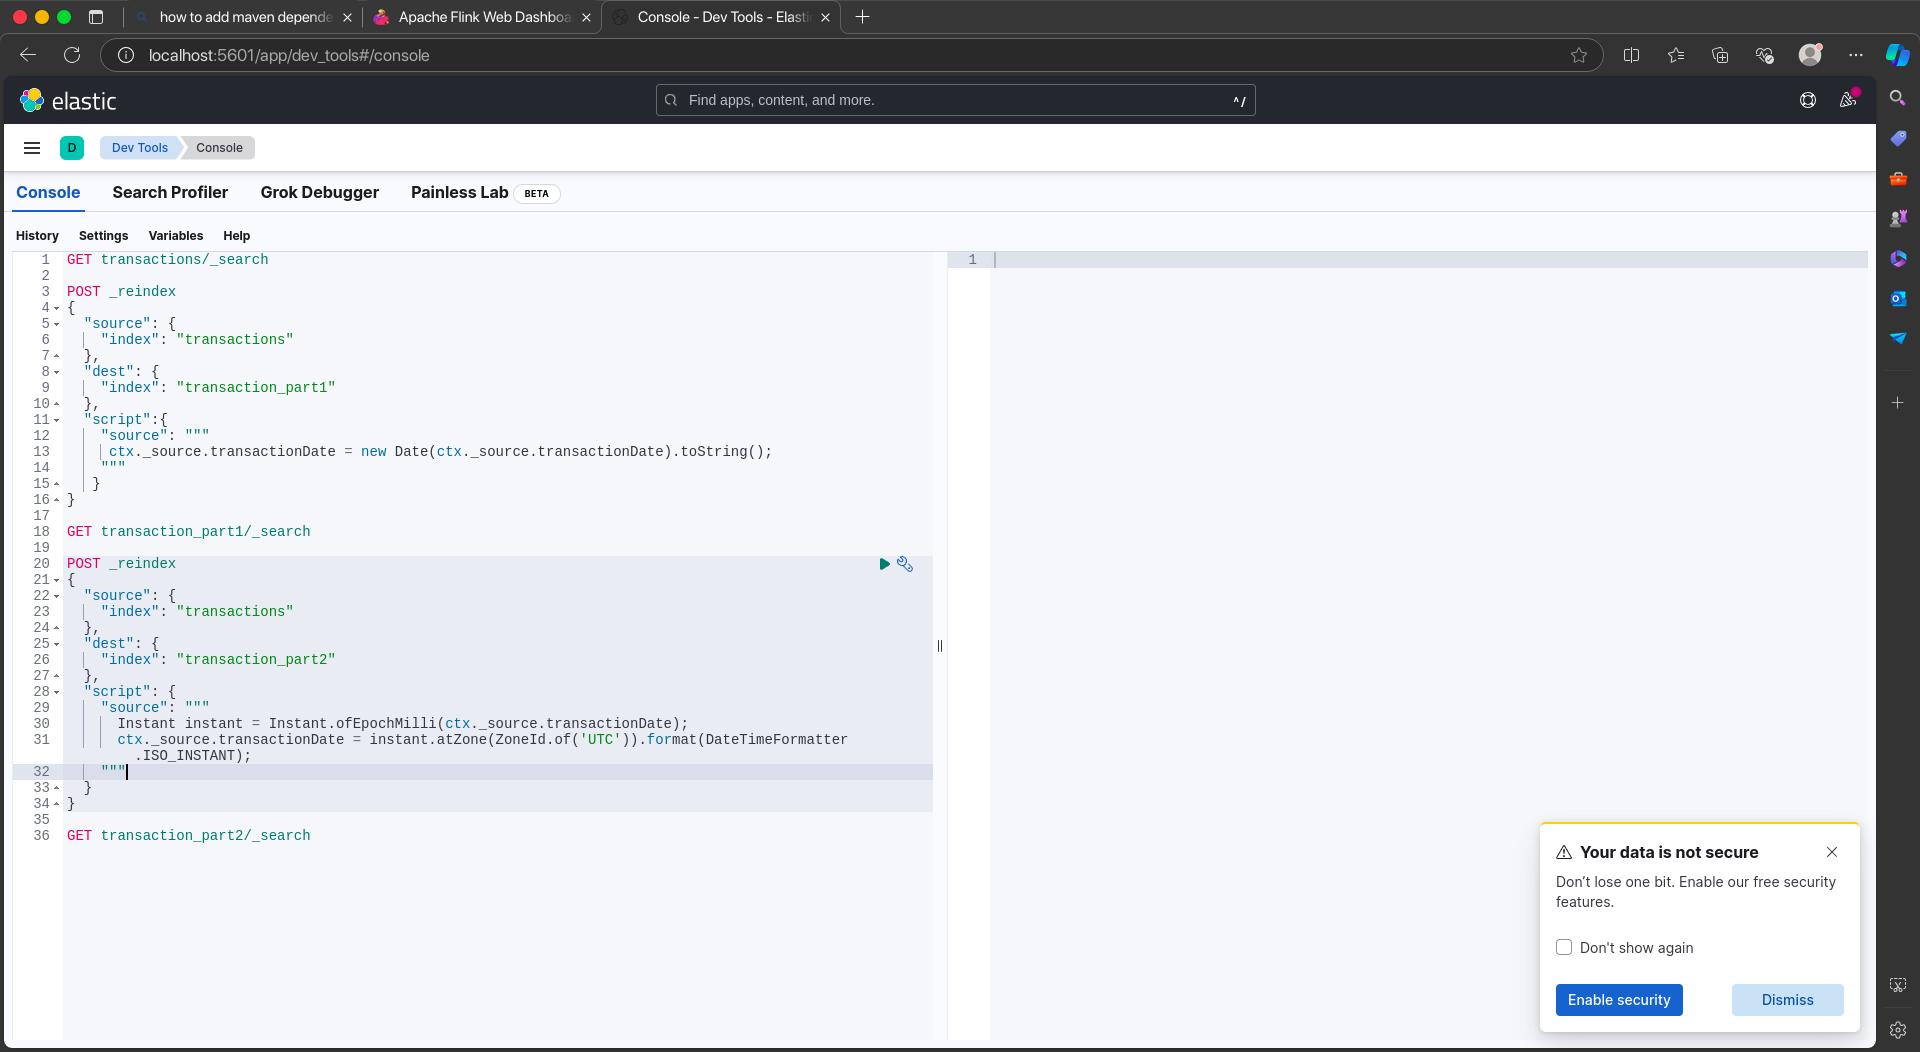 how to add maven depende
Apache Flink Web Dashboa
Console - Dev Tools - Elasti
localhost:5601/app/dev_tools#/console
elastic
Find apps, content, and more.
^/
D
Dev Tools
Console
Console
Search Profiler
Grok Debugger
Painless Lab
BETA
History
Settings
Variables
Help
1 GET transactions/_search
2
3 POST _reindex
4 {
5 "source": {
6 "index": "transactions"
7 },
8 "dest": {
9 "index": "transaction_part1"
10 },
11 "script":{
12 "source": """
13 ctx._source.transactionDate = new Date(ctx._source.transactionDate).toString();
14 """
15 }
16 }
17
18 GET transaction_part1/_search
19
20 POST _reindex
21 {
22 "source": {
23 "index": "transactions"
24 },
25 "dest": {
26 "index": "transaction_part2"
27 },
28 "script": {
29 "source": """
30 Instant instant = Instant.ofEpochMilli(ctx._source.transactionDate);
31 ctx._source.transactionDate = instant.atZone(ZoneId.of('UTC')).format(DateTimeFormatter
.ISO_INSTANT);
32 """
33 }
34 }
35
36 GET transaction_part2/_search
1
Your data is not secure
Don't lose one bit. Enable our free security
features.
Don't show again
Enable security
Dismiss